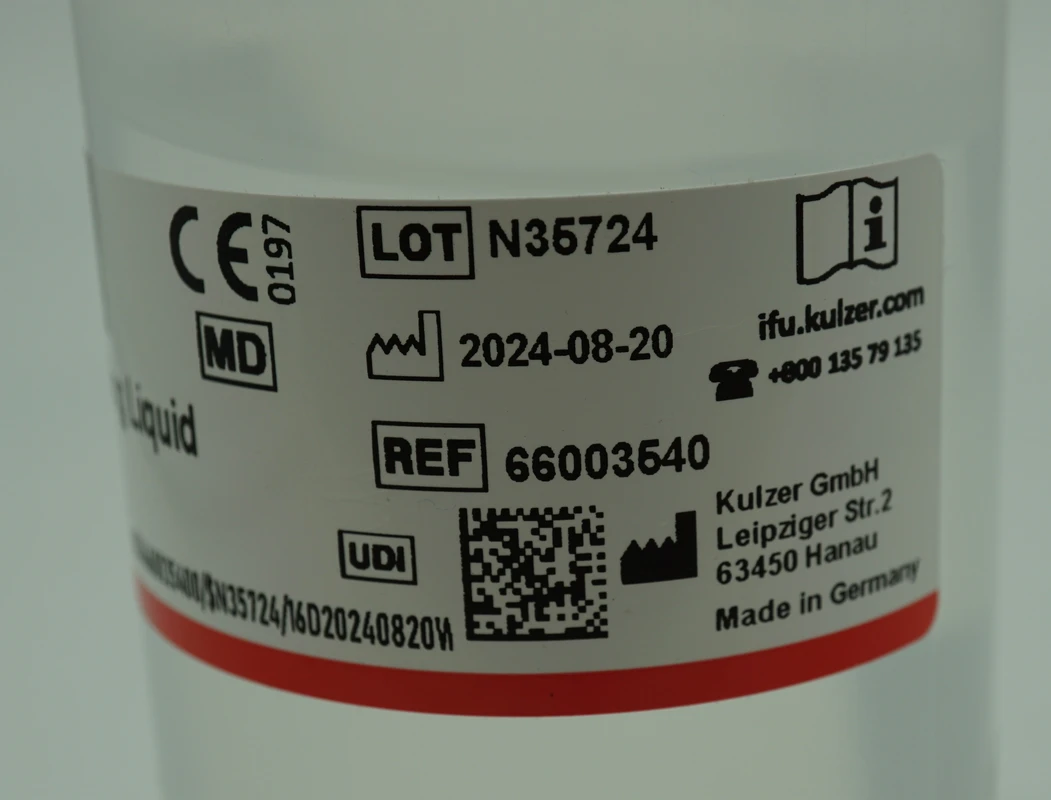 CE 0197
LOT N35724
ifu.kulzer.com
MD
2024-08-20
+800 135 79 135
Liquid
REF 66003540
Kulzer GmbH
Leipziger Str.2
63450 Hanau
UDI
Made in Germany